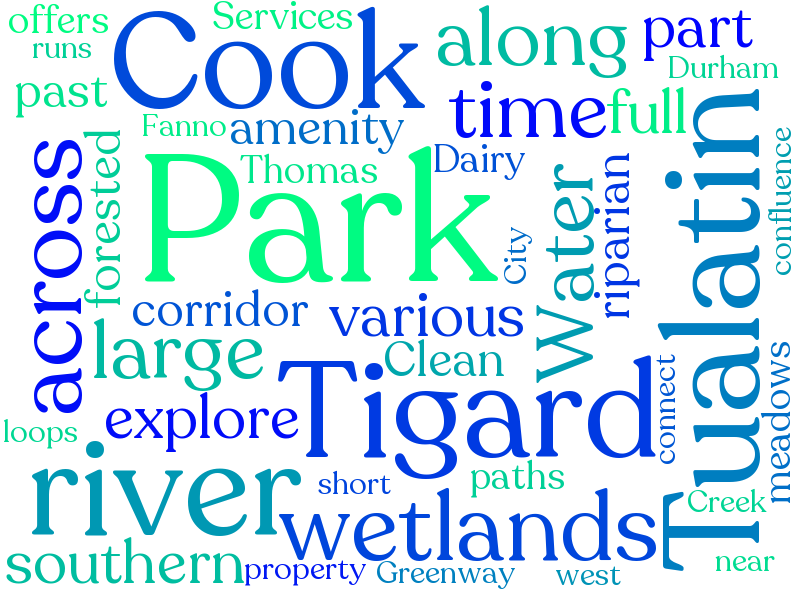 offers
Services
Cook
along
part
runs
Durham
past
time
full
Fanno
amenity
across
forested
Thomas
Dairy
Park
Tualatin
confluence
riparian
Water
City
corridor
various
large
Clean
Tigard
connect
meadows
explore
loops
river
short
paths
wetlands
Creek
southern
property
Greenway
west
near